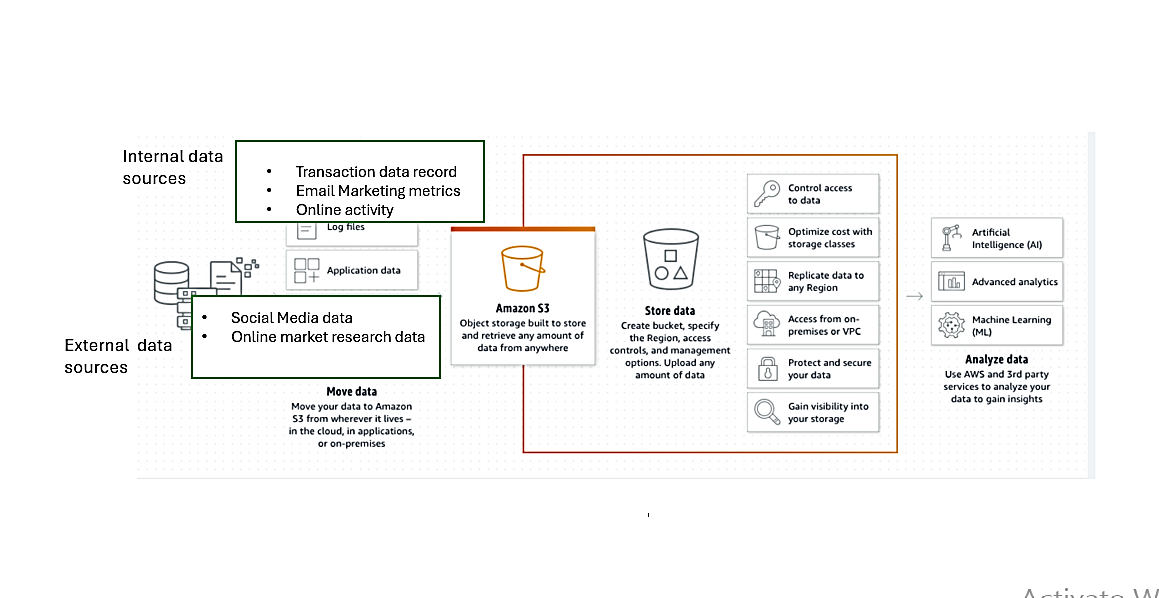 Internal data
sources
• Transaction data record
• Email Marketing metrics
• Online activity
Log files
Application data
External data
sources
• Social Media data
• Online market research data
Move data
Move your data to Amazon
S3 from wherever it lives –
in the cloud, in applications,
or on-premises
Amazon S3
Object storage built to store
and retrieve any amount of
data from anywhere
Store data
Create bucket, specify
the Region, access
controls, and management
options. Upload any
amount of data
Control access
to data
Optimize cost with
storage classes
Replicate data to
any Region
Access from on-
premises or VPC
Protect and secure
your data
Gain visibility into
your storage
Artificial
Intelligence (AI)
Advanced analytics
Machine Learning
(ML)
Analyze data
Use AWS and 3rd party
services to analyze your
data to gain insights
Activate W